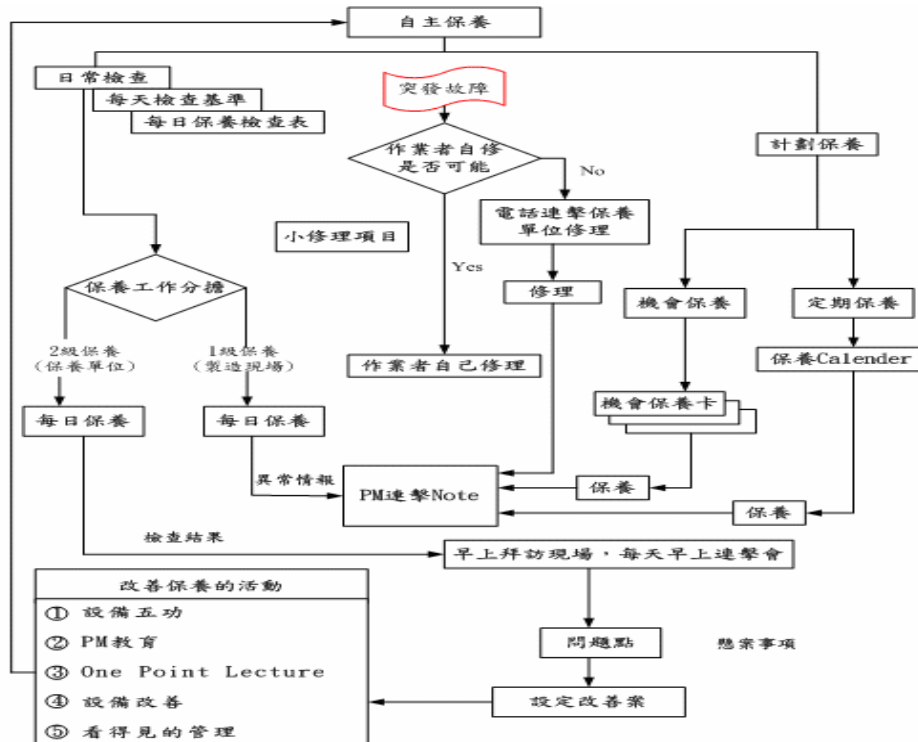 自主保養
日常檢查
每天檢查基準
每日保養檢查表
突發故障
作業者自修
是否可能
計劃保養
No
電話連擊保養
單位修理
小修理項目
Yes
保養工作分擔
修理
機會保養
定期保養
2級保養
(保養單位)
1級保養
(製造現場)
作業者自己修理
保養Calender
機會保養卡
每日保養
每日保養
異常情報
PM連擊Note
保養
保養
檢查結果
早上拜訪現場，每天早上連擊會
改善保養的活動
① 設備五功
② PM教育
③ One Point Lecture
④ 設備改善
⑤ 看得見的管理
問題點
懸案事項
設定改善案